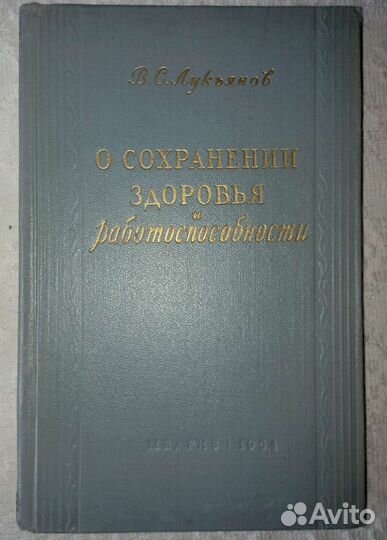 В. С. Лукьянов
О СОХРАНЕНИИ
ЗДОРОВЬЯ
и
работоспособности
МЕДГИЗ · 1954
Avito